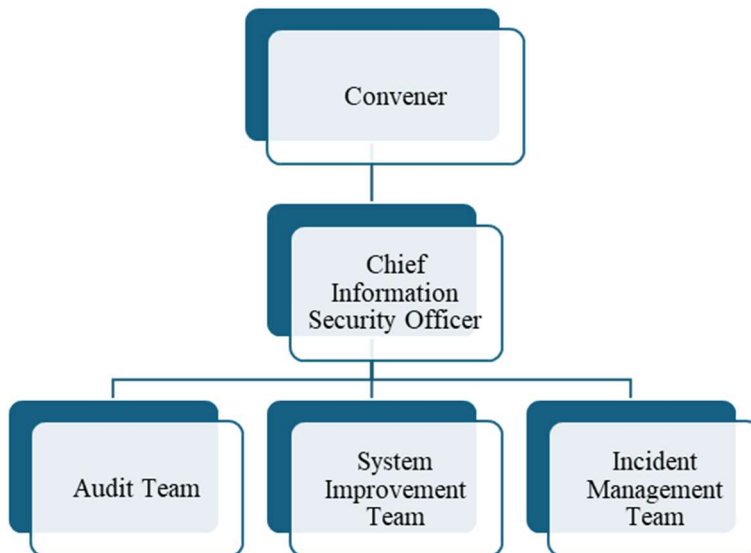 Convener
Chief
Information
Security Officer
Audit Team
System
Improvement
Team
Incident
Management
Team